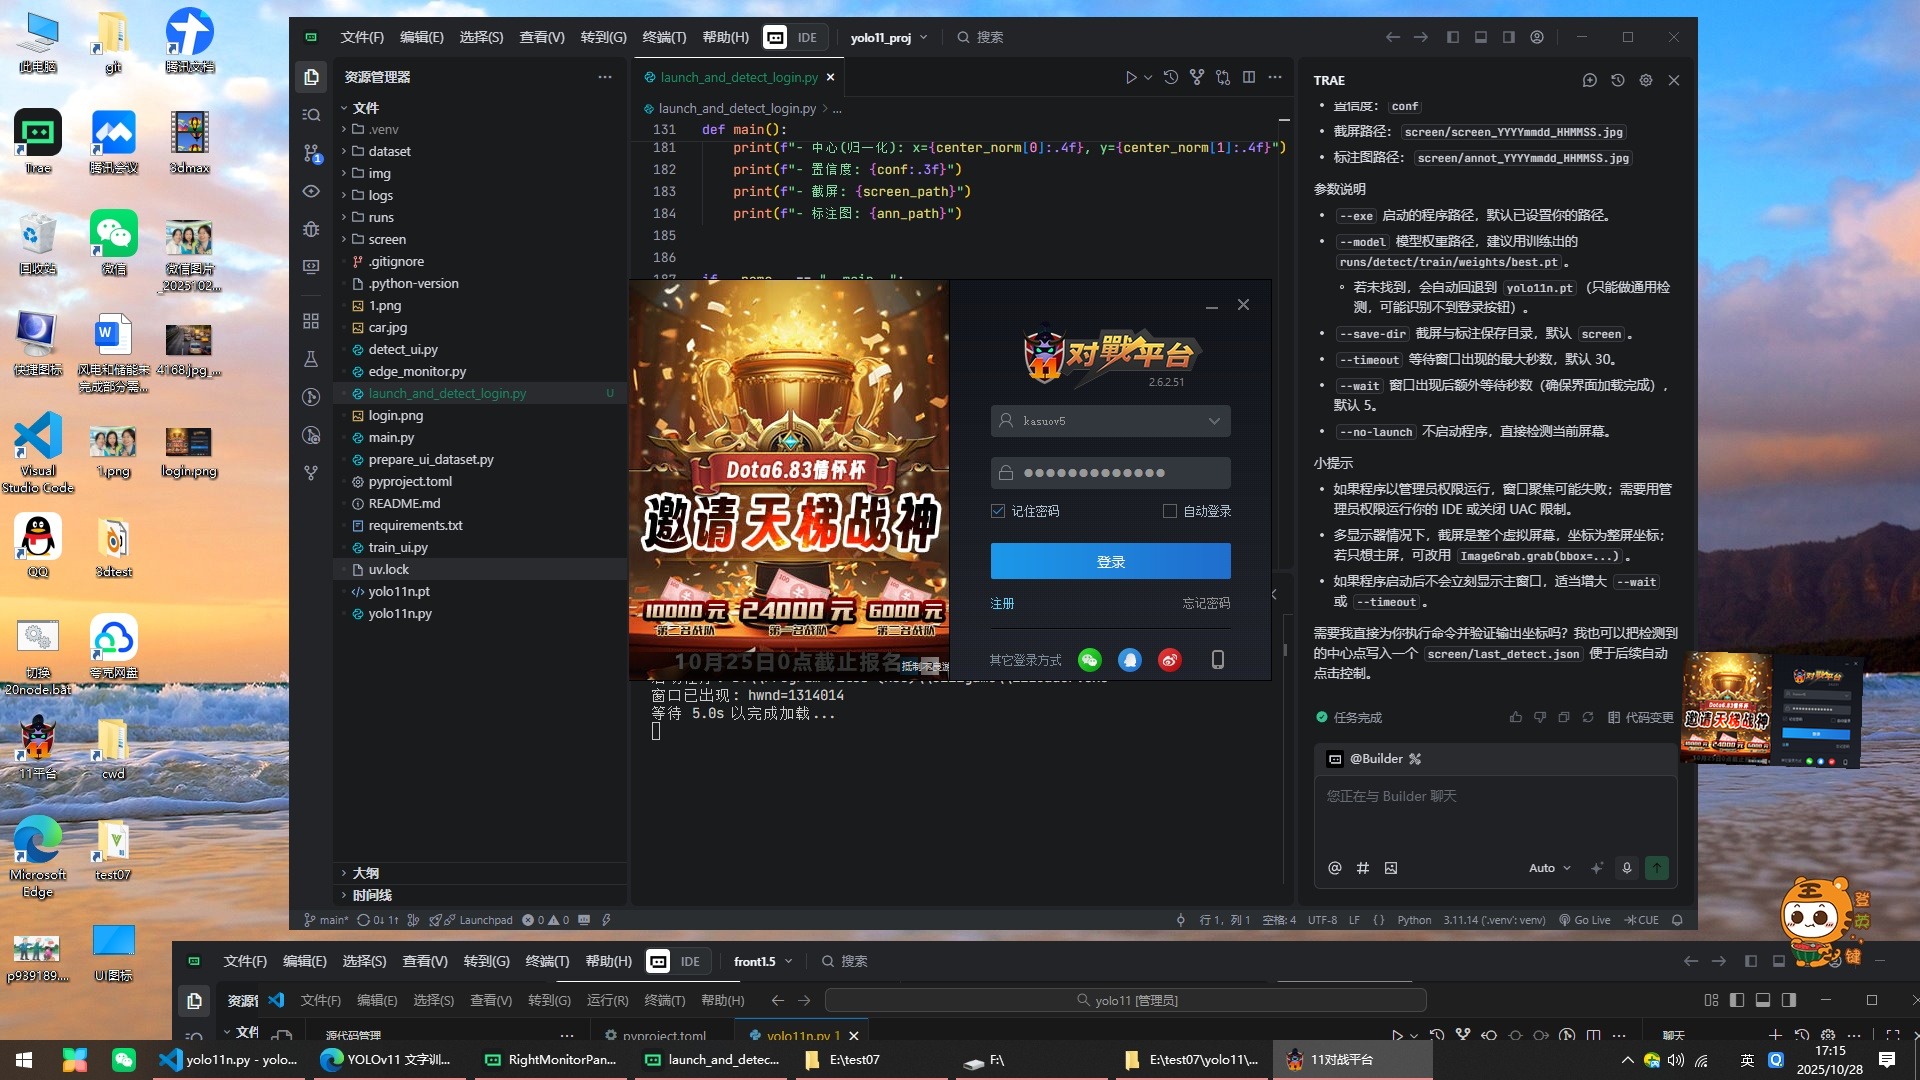 此电脑
git
腾讯文档
Trae
腾讯会议
3dmax
回收站
微信
微信图片
_2025102...
快捷图标
风电和储能采
完成部分需...
4168.jpg_...
Visual
Studio Code
1.png
login.png
QQ
3dtest
切换
20node.bat
夸克网盘
11平台
cwd
Microsoft
Edge
test07
p939189....
UI图标
文件(F) 编辑(E) 选择(S) 查看(V) 转到(G) 终端(T) 帮助(H) IDE yolo11_proj 搜索
资源管理器
文件
.venv
dataset
img
logs
runs
screen
.gitignore
.python-version
1.png
car.jpg
detect_ui.py
edge_monitor.py
launch_and_detect_login.py U
login.png
main.py
prepare_ui_dataset.py
pyproject.toml
README.md
requirements.txt
train_ui.py
uv.lock
yolo11n.pt
yolo11n.py
大纲
时间线
launch_and_detect_login.py
launch_and_detect_login.py > ...
131 def main():
181 print(f"- 中心(归一化): x={center_norm[0]:.4f}, y={center_norm[1]:.4f}")
182 print(f"- 置信度: {conf:.3f}")
183 print(f"- 截屏: {screen_path}")
184 print(f"- 标注图: {ann_path}")
185
186
Dota6.83情怀杯
邀请天梯战神
10000元 24000元 6000元
第二名战队 第一名战队 第三名战队
10月25日0点截止报名
11对戰平台
2.6.2.51
kasuov5
记住密码 自动登录
登录
注册 忘记密码
其它登录方式
窗口已出现: hwnd=1314014
等待 5.0s 以完成加载...
TRAE
置信度: conf
截屏路径: screen/screen_YYYYmmdd_HHMMSS.jpg
标注图路径: screen/annot_YYYYmmdd_HHMMSS.jpg
参数说明
--exe 启动的程序路径，默认已设置你的路径。
--model 模型权重路径，建议用训练出的
runs/detect/train/weights/best.pt 。
若未找到，会自动回退到 yolo11n.pt （只能做通用检
测，可能识别不到登录按钮）。
--save-dir 截屏与标注保存目录，默认 screen 。
--timeout 等待窗口出现的最大秒数，默认 30。
--wait 窗口出现后额外等待秒数（确保界面加载完成），
默认 5。
--no-launch 不启动程序，直接检测当前屏幕。
小提示
如果程序以管理员权限运行，窗口聚焦可能失败；需要用管
理员权限运行你的 IDE 或关闭 UAC 限制。
多显示器情况下，截屏是整个虚拟屏幕，坐标为整屏坐标；
若只想主屏，可改用 ImageGrab.grab(bbox=...) 。
如果程序启动后不会立刻显示主窗口，适当增大 --wait
或 --timeout 。
需要我直接为你执行命令并验证输出坐标吗？我也可以把检测到
的中心点写入一个 screen/last_detect.json 便于后续自动
点击控制。
任务完成 代码变更
@Builder
您正在与 Builder 聊天
Auto
main* 0↓ 1↑ Launchpad 0 0 行 1，列 1 空格: 4 UTF-8 LF {} Python 3.11.14 ('.venv': venv) Go Live CUE
文件(F) 编辑(E) 选择(S) 查看(V) 转到(G) 终端(T) 帮助(H) IDE front1.5 搜索
文件(F) 编辑(E) 选择(S) 查看(V) 转到(G) 运行(R) 终端(T) 帮助(H) yolo11 [管理员]
文件 源代码管理 pyproject.toml yolo11n.py 1 聊天
yolo11n.py - yolo... YOLOv11 文字训... RightMonitorPan... launch_and_detec... E:\test07 F:\ E:\test07\yolo11\... 11对战平台 英 17:15
2025/10/28